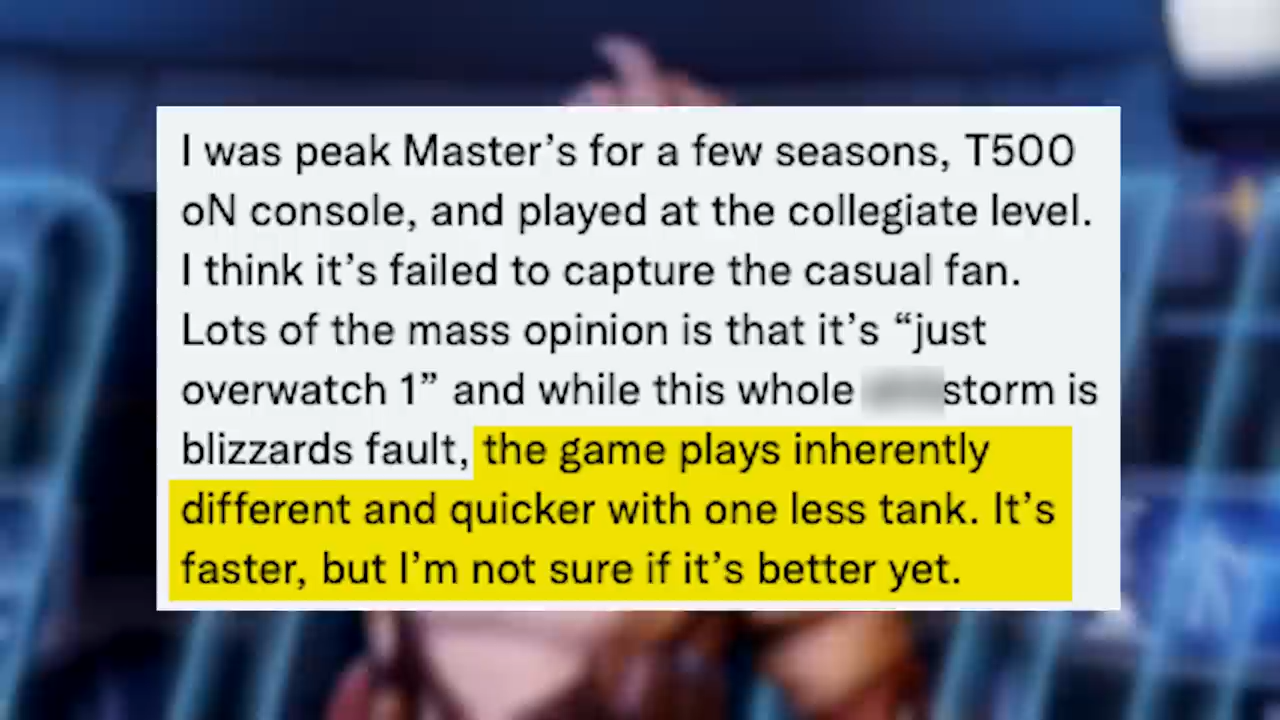 I was peak Master’s for a few seasons, T500
oN console, and played at the collegiate level.
I think it’s failed to capture the casual fan.
Lots of the mass opinion is that it’s “just
overwatch 1” and while this whole storm is
blizzards fault, the game plays inherently
different and quicker with one less tank. It’s
faster, but I’m not sure if it’s better yet.